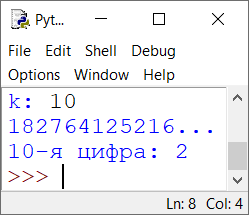 Pyt...
File Edit Shell Debug
Options Window Help
k: 10
182764125216...
10-я цифра: 2
>>>
Ln: 8 Col: 4